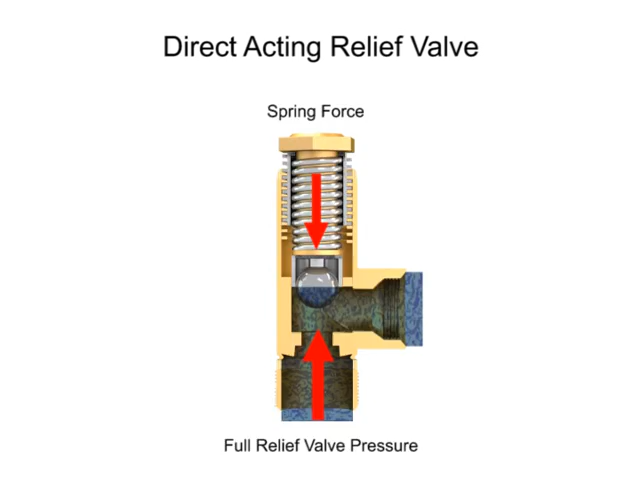 Direct Acting Relief Valve
Spring Force
Full Relief Valve Pressure